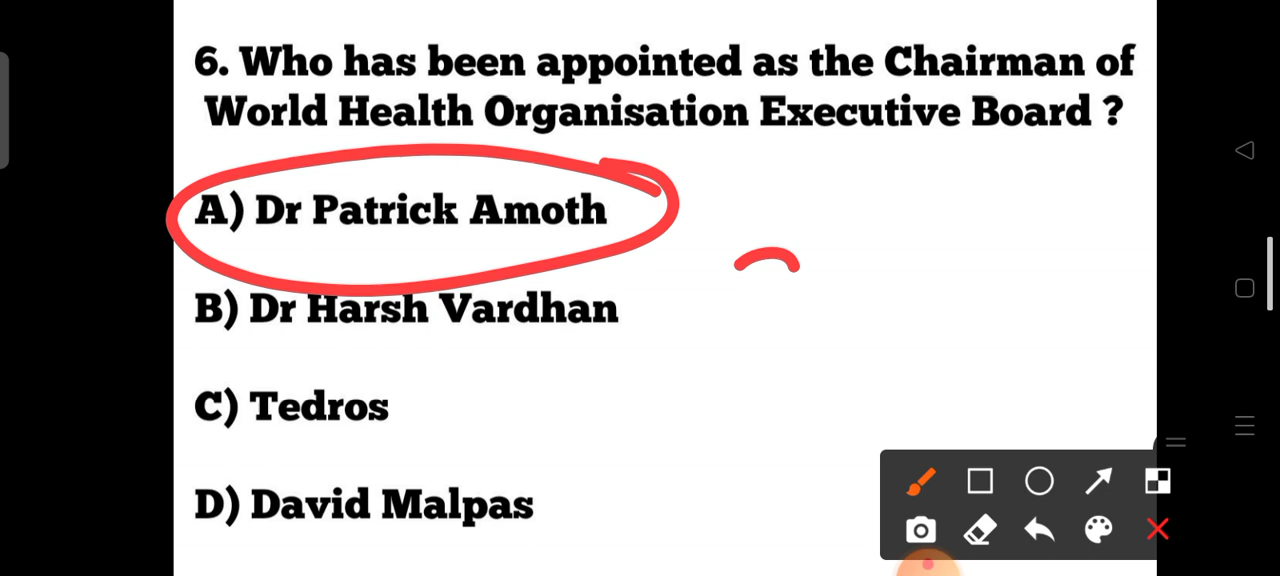 6. Who has been appointed as the Chairman of
World Health Organisation Executive Board ?
A) Dr Patrick Amoth
B) Dr Harsh Vardhan
C) Tedros
D) David Malpas